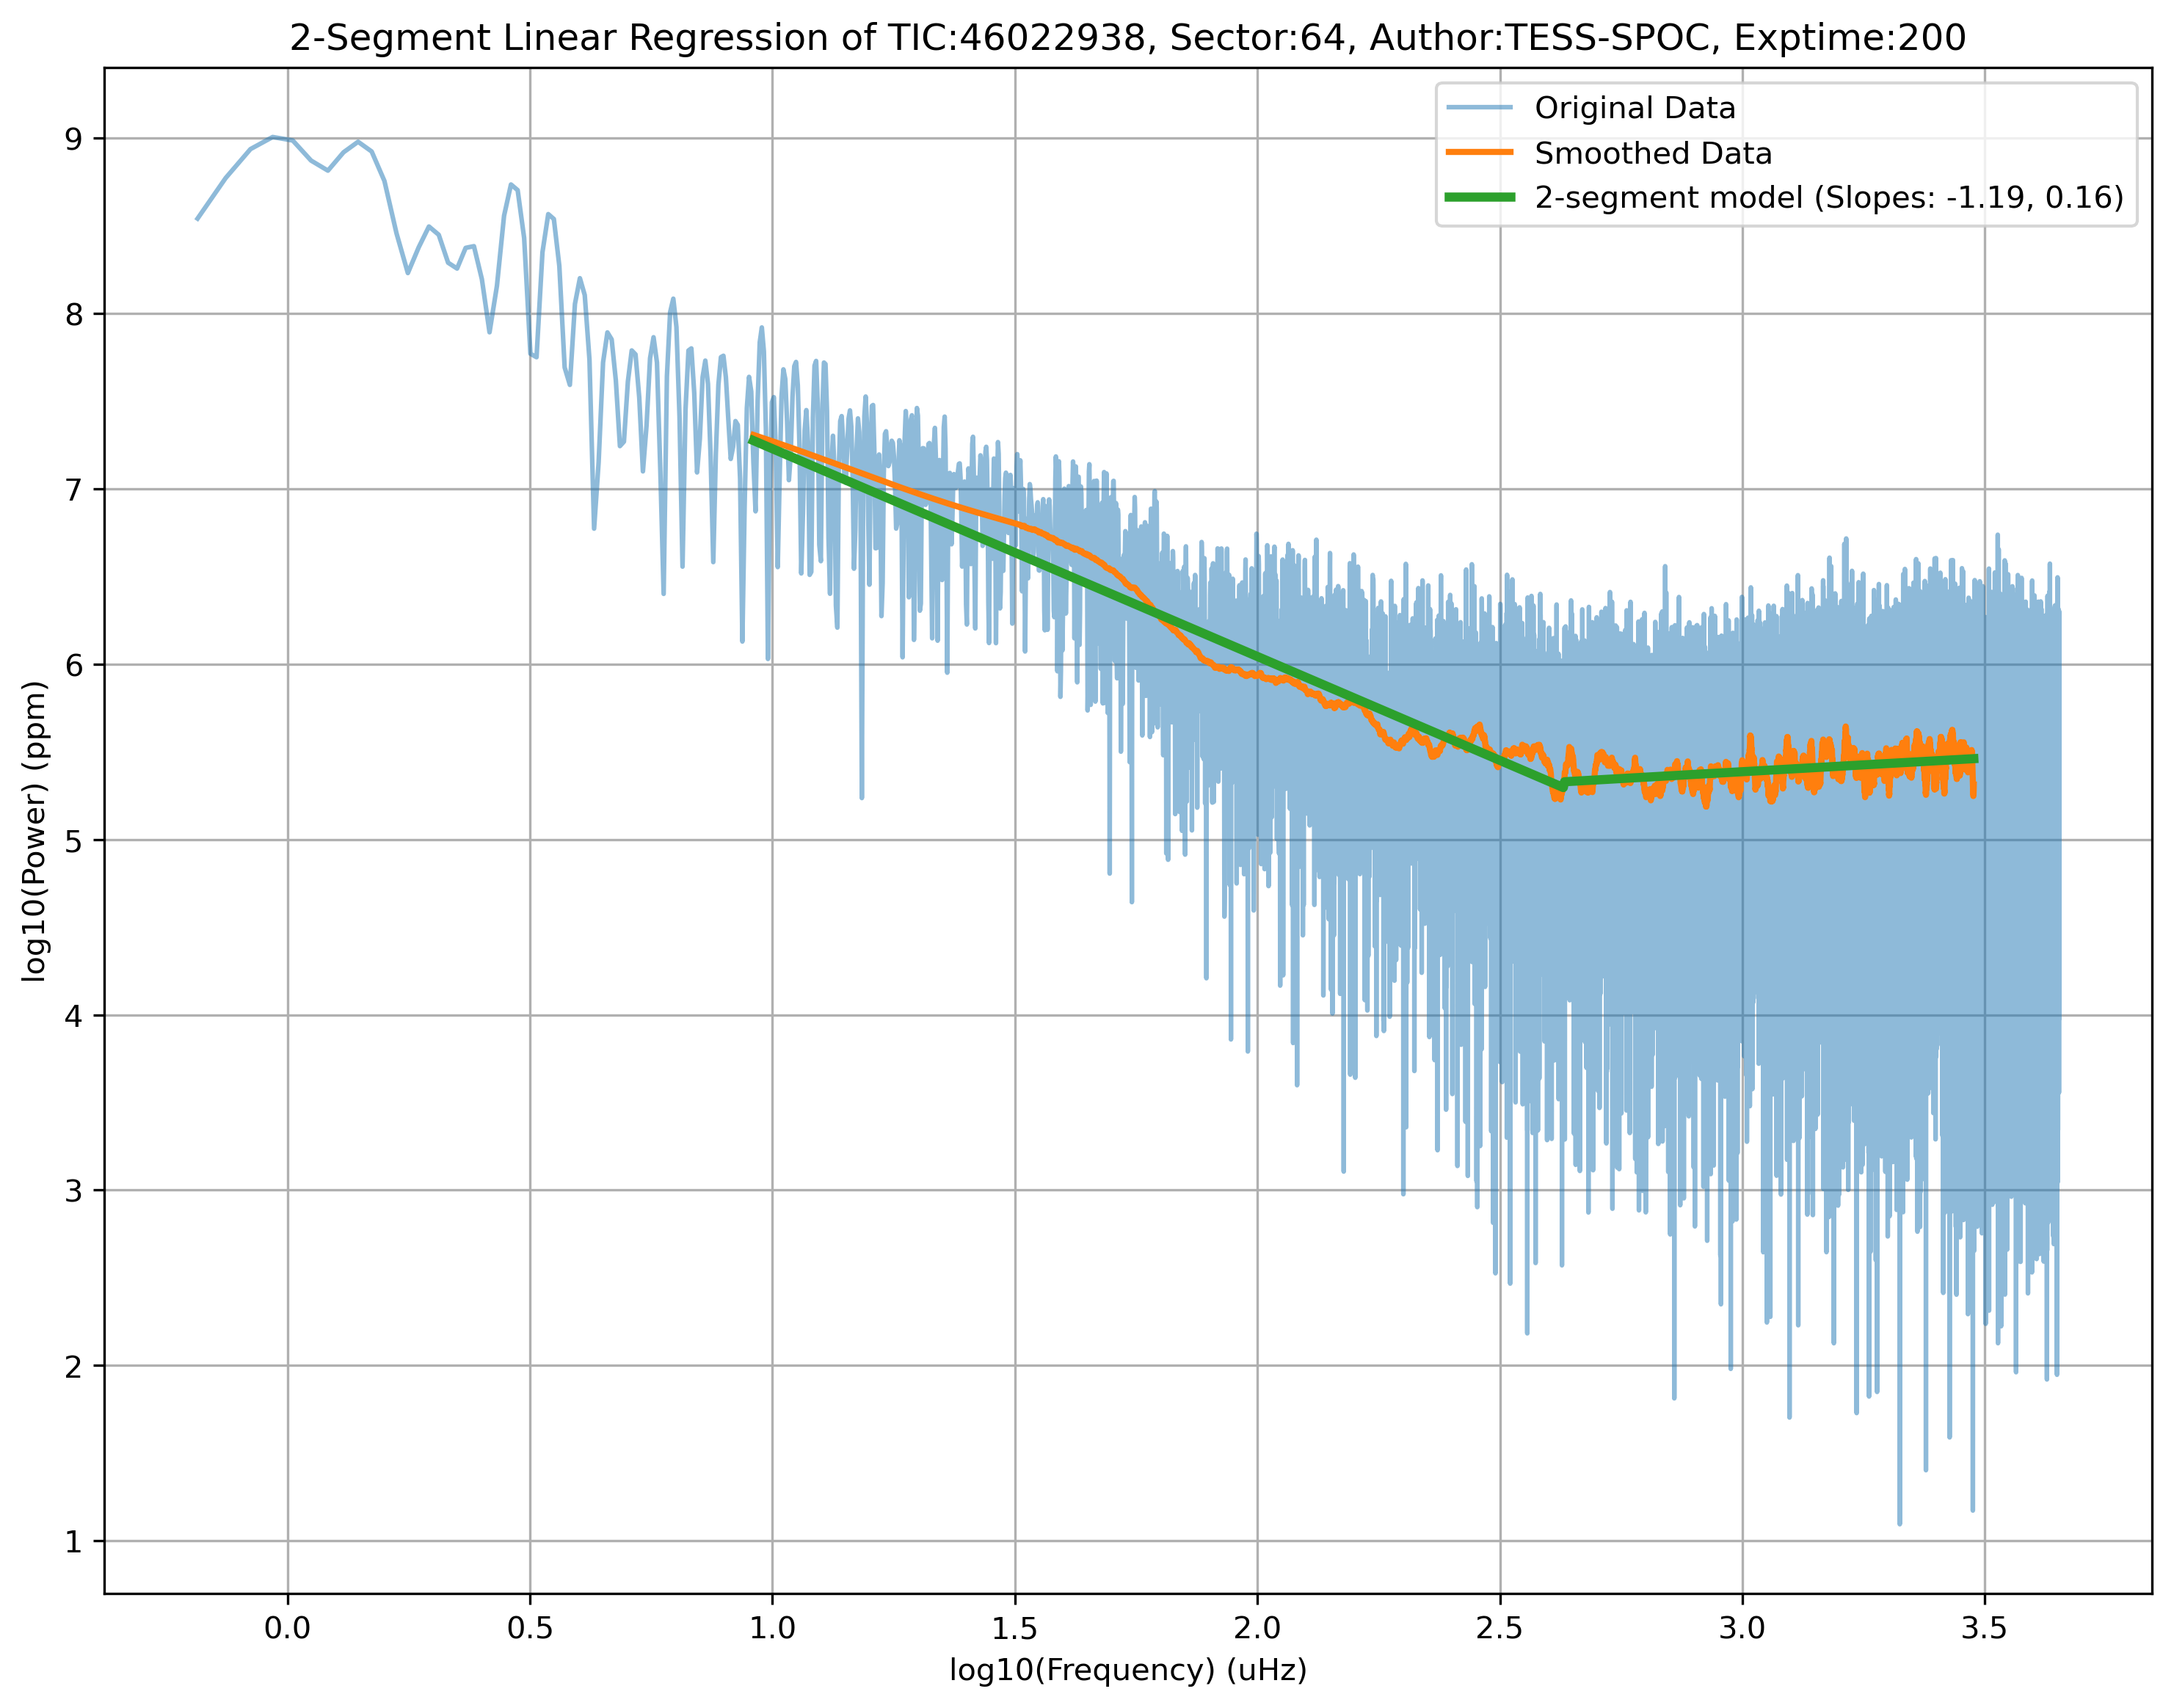 2-Segment Linear Regression of TIC:46022938, Sector:64, Author:TESS-SPOC, Exptime:200
Original Data
Smoothed Data
2-segment model (Slopes: -1.19, 0.16)
log10(Power) (ppm)
9
8
7
6
5
4
3
2
1
0.0 0.5 1.0 1.5 2.0 2.5 3.0 3.5
log10(Frequency) (uHz)